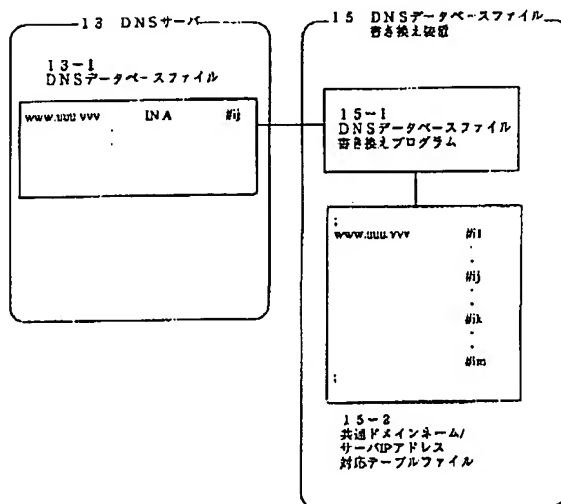 13 DNSサーバ
13-1
DNSデータベースファイル
www.uuu.vvv IN A #ij
15 DNSデータベースファイル
書き換え装置
15-1
DNSデータベースファイル
書き換えプログラム
;
www.uuu.vvv #i1
#ij
#ik
#im
;
15-2
共通ドメインネーム/
サーバIPアドレス
対応テーブルファイル